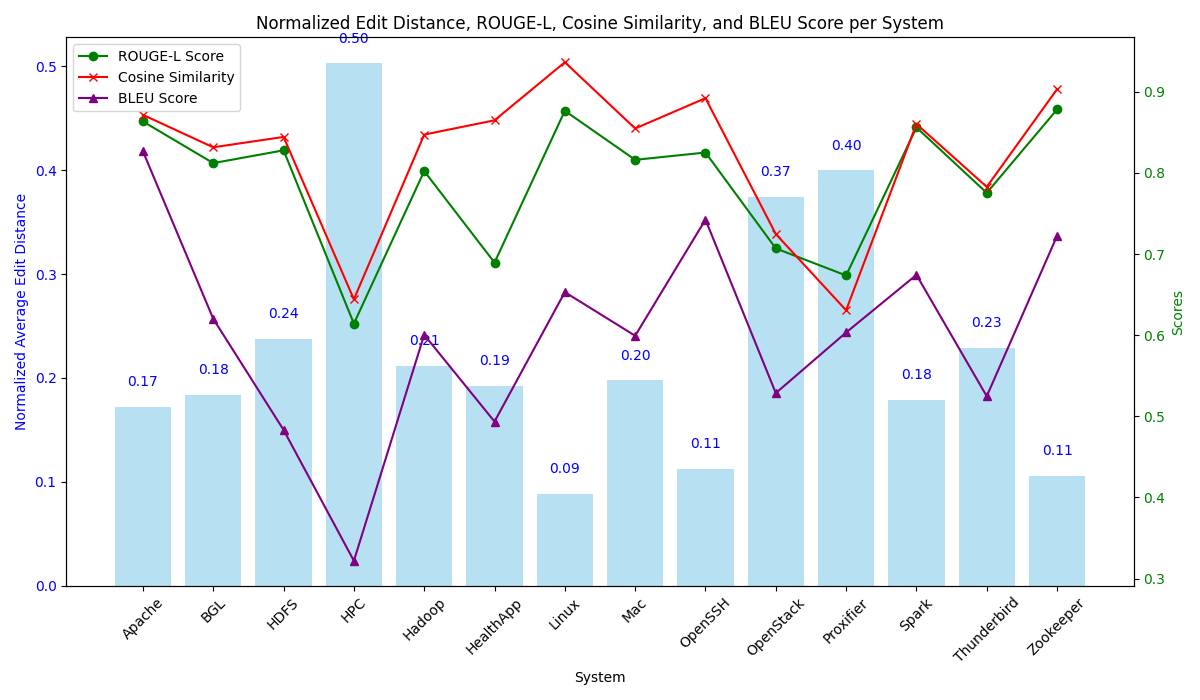 Normalized Edit Distance, ROUGE-L, Cosine Similarity, and BLEU Score per System
ROUGE-L Score
Cosine Similarity
BLEU Score
Normalized Average Edit Distance
0.5
0.4
0.3
0.2
0.1
0.0
0.17
0.18
0.24
0.50
0.21
0.19
0.09
0.20
0.11
0.37
0.40
0.18
0.23
0.11
0.9
0.8
0.7
0.6
0.5
0.4
0.3
Scores
Apache
BGL
HDFS
HPC
Hadoop
HealthApp
Linux
Mac
OpenSSH
OpenStack
Proxifier
Spark
Thunderbird
Zookeeper
System